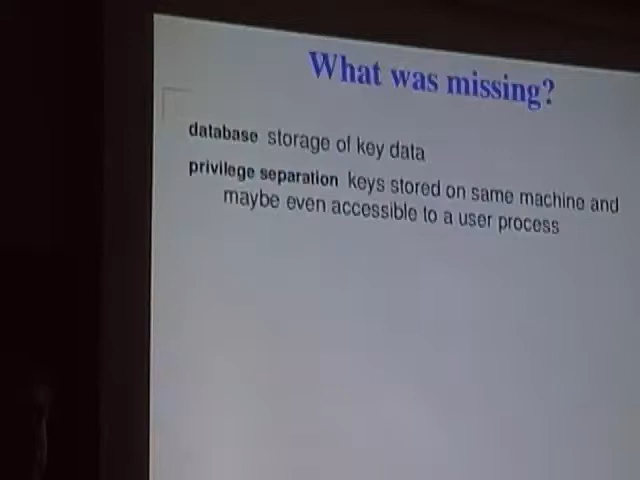 What was missing?
database storage of key data
privilege separation keys stored on same machine and
maybe even accessible to a user process